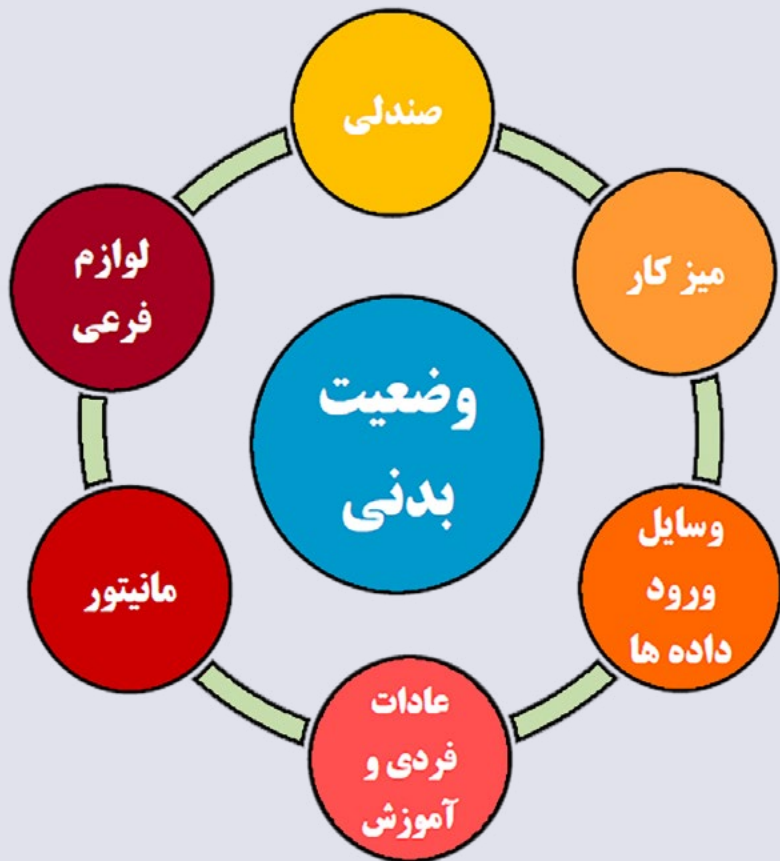 صندلی
میز کار
وسایل
ورود
داده ها
عادات
فردی و
آموزش
مانیتور
لوازم
فرعی
وضعیت
بدنی